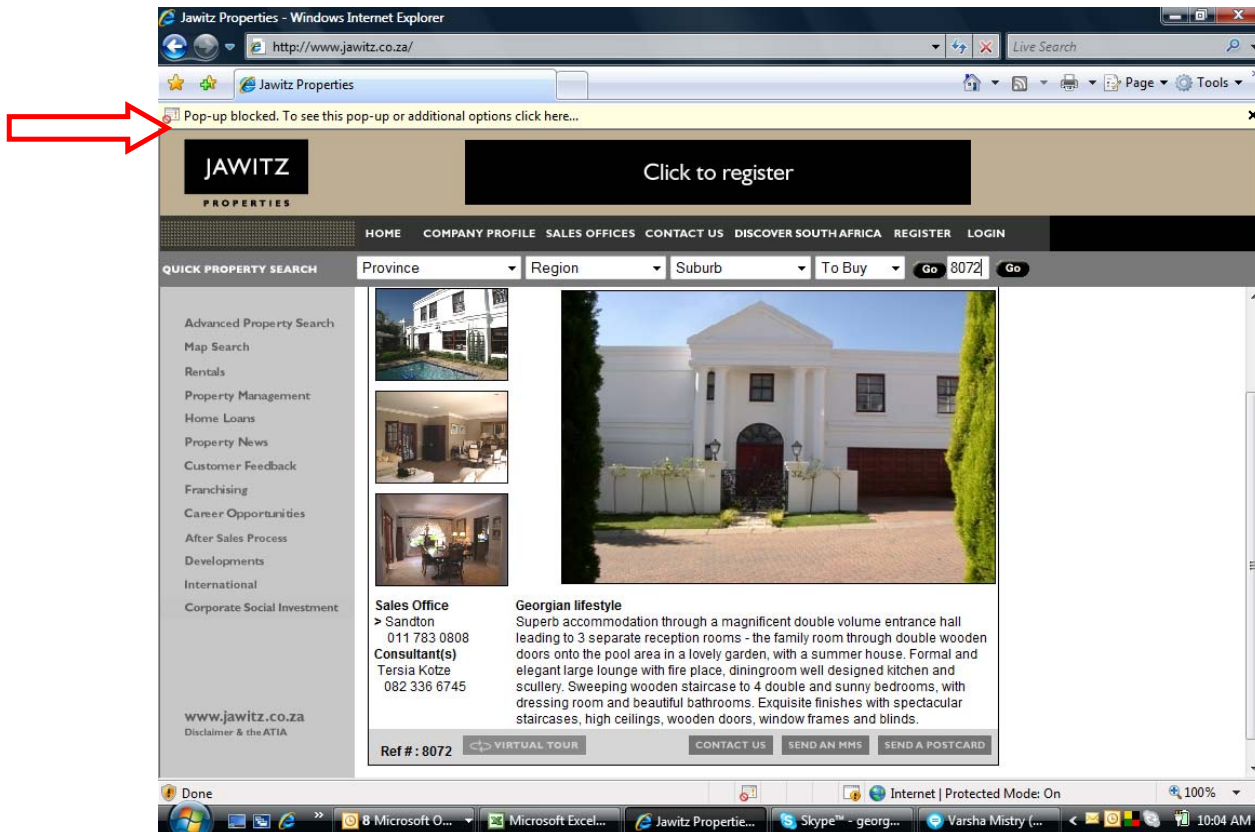 Jawitz Properties - Windows Internet Explorer
http://www.jawitz.co.za/
Live Search
Jawitz Properties
Page
Tools
Pop-up blocked. To see this pop-up or additional options click here...
JAWITZ
PROPERTIES
Click to register
HOME COMPANY PROFILE SALES OFFICES CONTACT US DISCOVER SOUTH AFRICA REGISTER LOGIN
QUICK PROPERTY SEARCH Province Region Suburb To Buy Go 8072 Go
Advanced Property Search
Map Search
Rentals
Property Management
Home Loans
Property News
Customer Feedback
Franchising
Career Opportunities
After Sales Process
Developments
International
Corporate Social Investment
www.jawitz.co.za
Disclaimer & the ATIA
32
Sales Office
> Sandton
011 783 0808
Consultant(s)
Tersia Kotze
082 336 6745
Georgian lifestyle
Superb accommodation through a magnificent double volume entrance hall
leading to 3 separate reception rooms - the family room through double wooden
doors onto the pool area in a lovely garden, with a summer house. Formal and
elegant large lounge with fire place, diningroom well designed kitchen and
scullery. Sweeping wooden staircase to 4 double and sunny bedrooms, with
dressing room and beautiful bathrooms. Exquisite finishes with spectacular
staircases, high ceilings, wooden doors, window frames and blinds.
Ref # : 8072 VIRTUAL TOUR CONTACT US SEND AN MMS SEND A POSTCARD
Done
Internet | Protected Mode: On
100%
8 Microsoft O... Microsoft Excel... Jawitz Propertie... Skype™ - georg... Varsha Mistry (... 10:04 AM